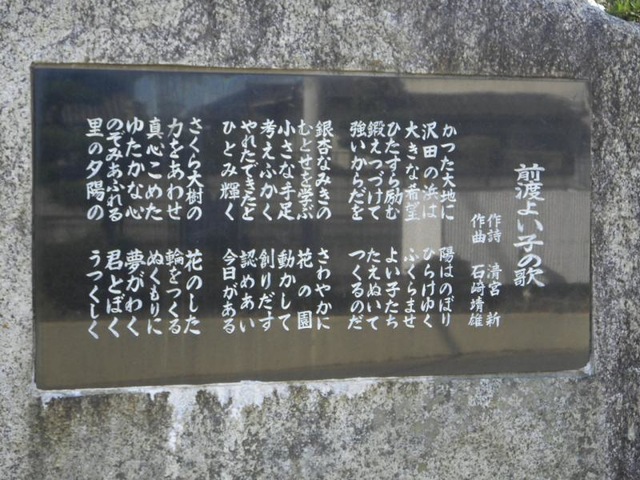 前渡よい子の歌
作詩 清宮 新
作曲 石崎靖雄
かつた大地に 陽はのぼり
沢田の浜は ひらけゆく
大きな希望 ふくらませ
ひたすら励む よい子たち
鍛えつづけて たえぬいて
強いからだを つくるのだ
銀杏なみきの さわやかに
むとせを学ぶ 花の園
小さな手足 動かして
考えふかく 創りだす
やれたできたと 認めあい
ひとみ輝く 今日がある
さくら大樹の 花のした
力をあわせ 輪をつくる
真心こめた ぬくもりに
ゆたかな心 夢がわく
のぞみあふれる 君とぼく
里の夕陽の うつくしく